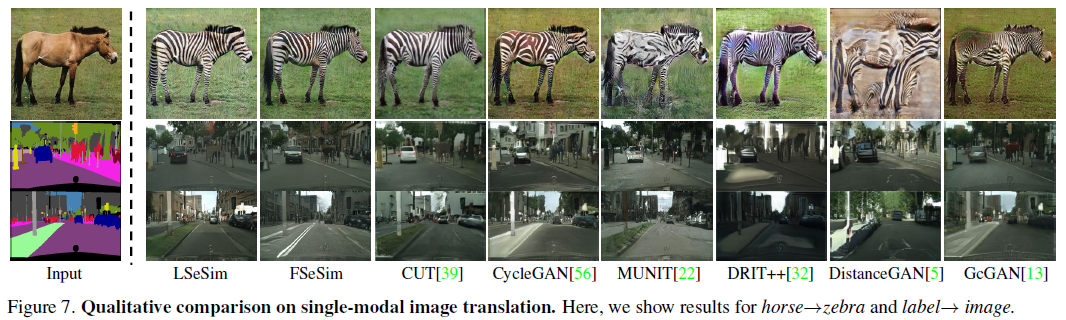 Input LSeSim FSeSim CUT[39] CycleGAN[56] MUNIT[22] DRIT++[32] DistanceGAN[5] GcGAN[13]
Figure 7. Qualitative comparison on single-modal image translation. Here, we show results for horse→zebra and label→ image.